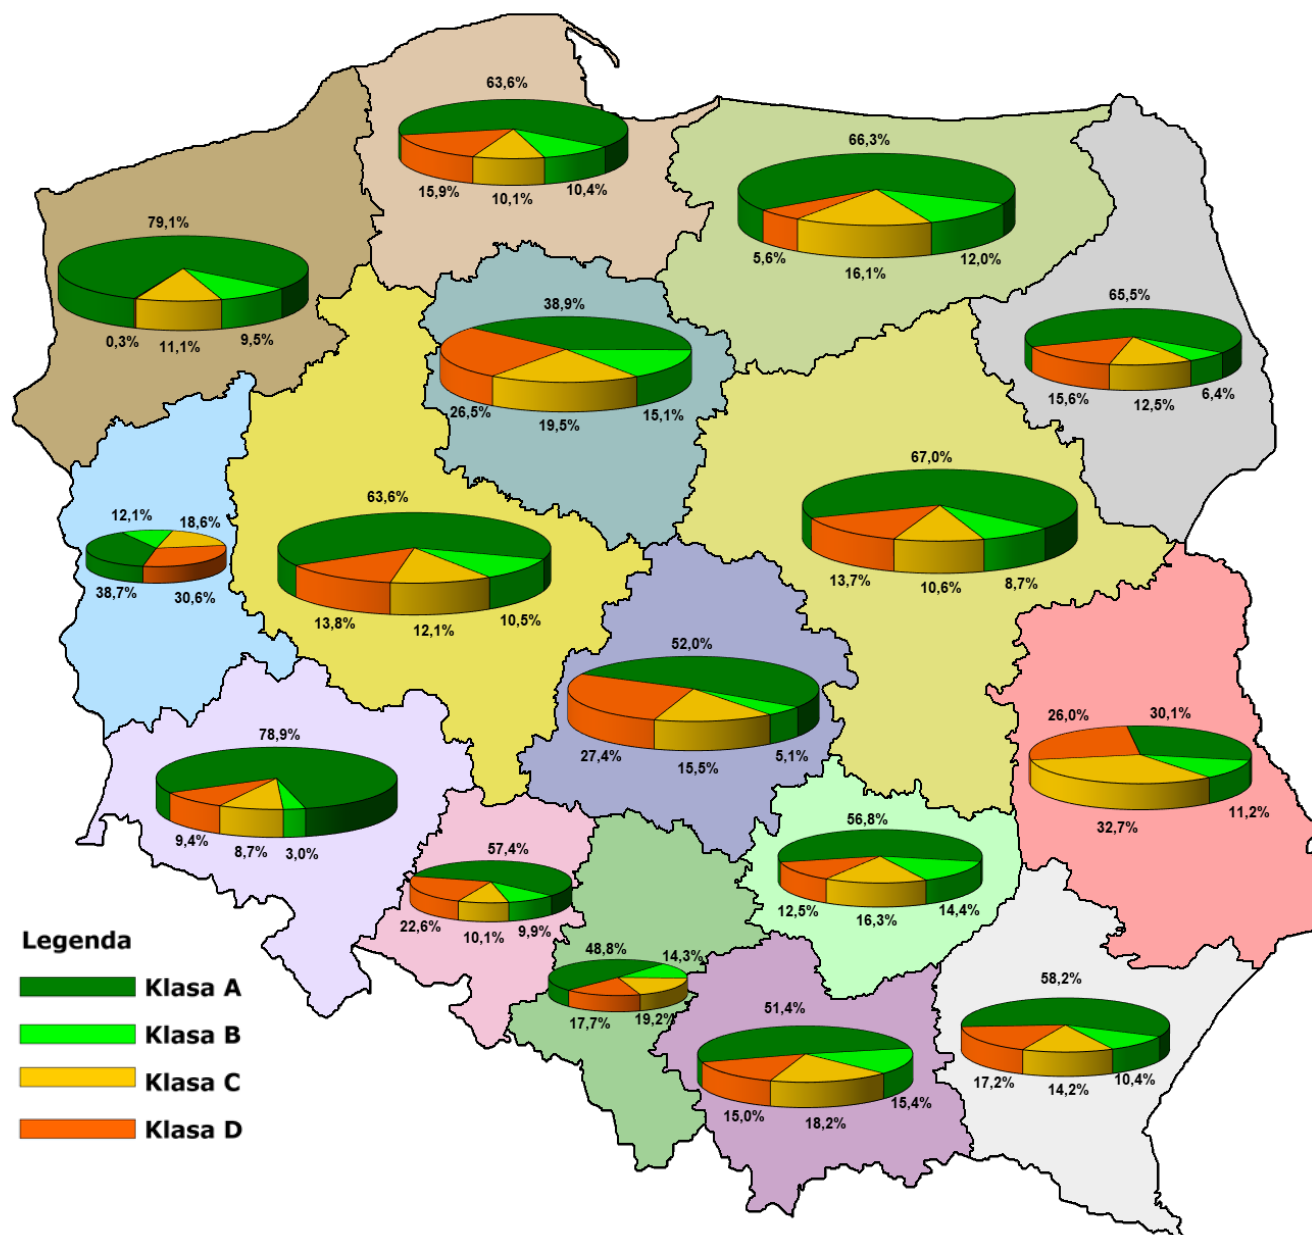 63,6%
15,9% 10,1% 10,4%
66,3%
5,6% 16,1% 12,0%
79,1%
0,3% 11,1% 9,5%
38,9%
26,5% 19,5% 15,1%
65,5%
15,6% 12,5% 6,4%
12,1% 18,6%
38,7% 30,6%
63,6%
13,8% 12,1% 10,5%
67,0%
13,7% 10,6% 8,7%
52,0%
27,4% 15,5% 5,1%
26,0% 30,1%
32,7% 11,2%
78,9%
9,4% 8,7% 3,0%
57,4%
22,6% 10,1% 9,9%
56,8%
12,5% 16,3% 14,4%
48,8% 14,3%
17,7% 19,2%
51,4%
15,0% 18,2% 15,4%
58,2%
17,2% 14,2% 10,4%
Legenda
Klasa A
Klasa B
Klasa C
Klasa D